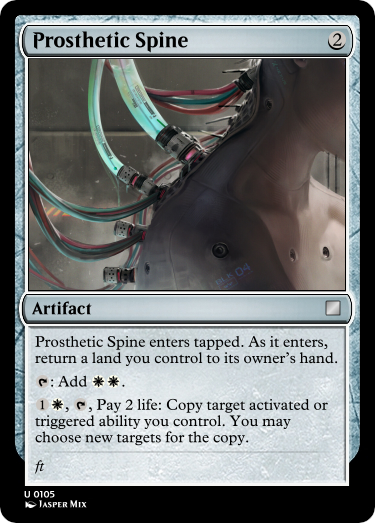 Prosthetic Spine 2
Artifact
Prosthetic Spine enters tapped. As it enters,
return a land you control to its owner's hand.
: Add .
1 , , Pay 2 life: Copy target activated or
triggered ability you control. You may
choose new targets for the copy.
ft
U 0105
Jasper Mix